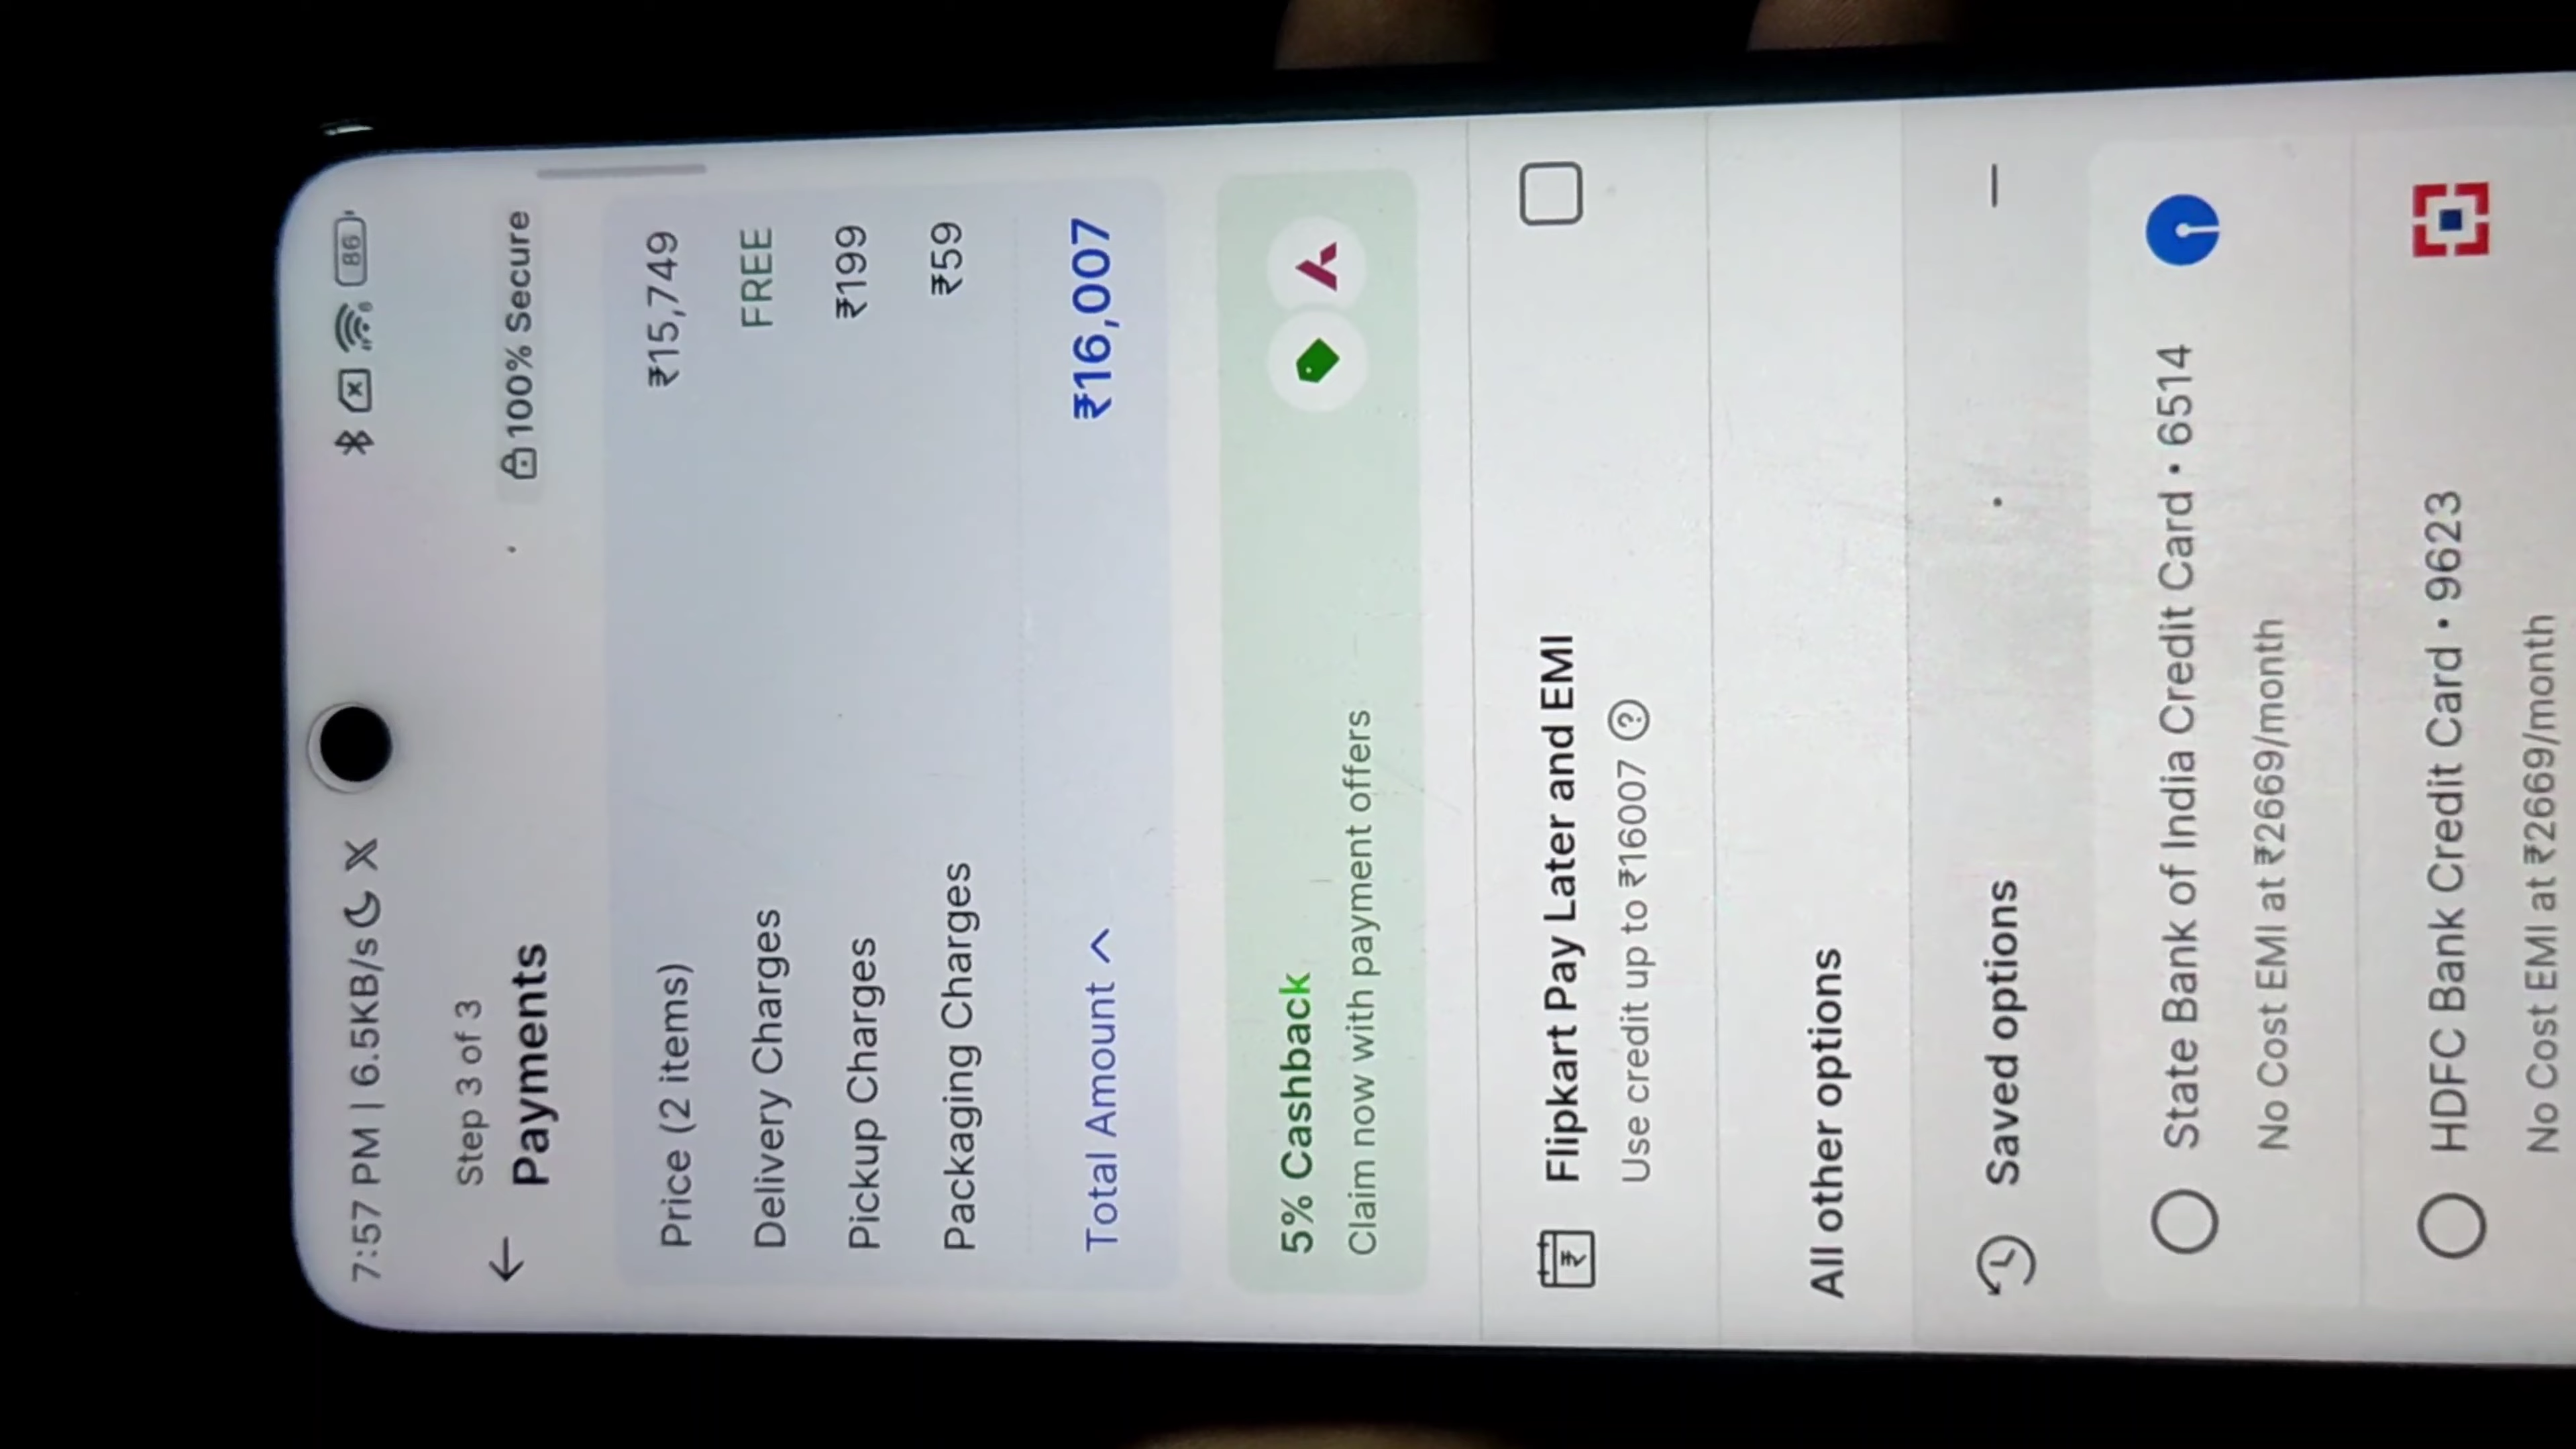 7:57 PM | 6.5KB/s X 86
Step 3 of 3
Payments 100% Secure
Price (2 items) ₹15,749
Delivery Charges FREE
Pickup Charges ₹199
Packaging Charges ₹59
Total Amount ₹16,007
5% Cashback
Claim now with payment offers
Flipkart Pay Later and EMI
Use credit up to ₹16007 ?
All other options
Saved options
State Bank of India Credit Card • 6514
No Cost EMI at ₹2669/month
HDFC Bank Credit Card • 9623
No Cost EMI at ₹2669/month